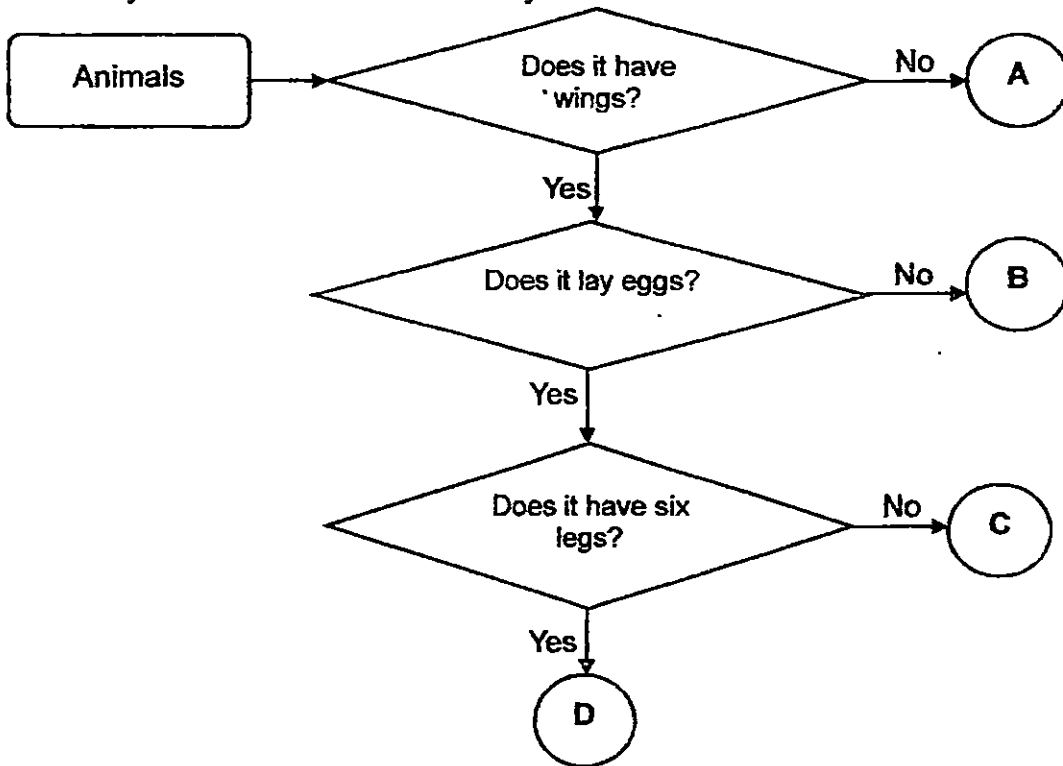 Animals
Does it have
wings?
No
A
Yes
Does it lay eggs?
No
B
Yes
Does it have six
legs?
No
C
Yes
D